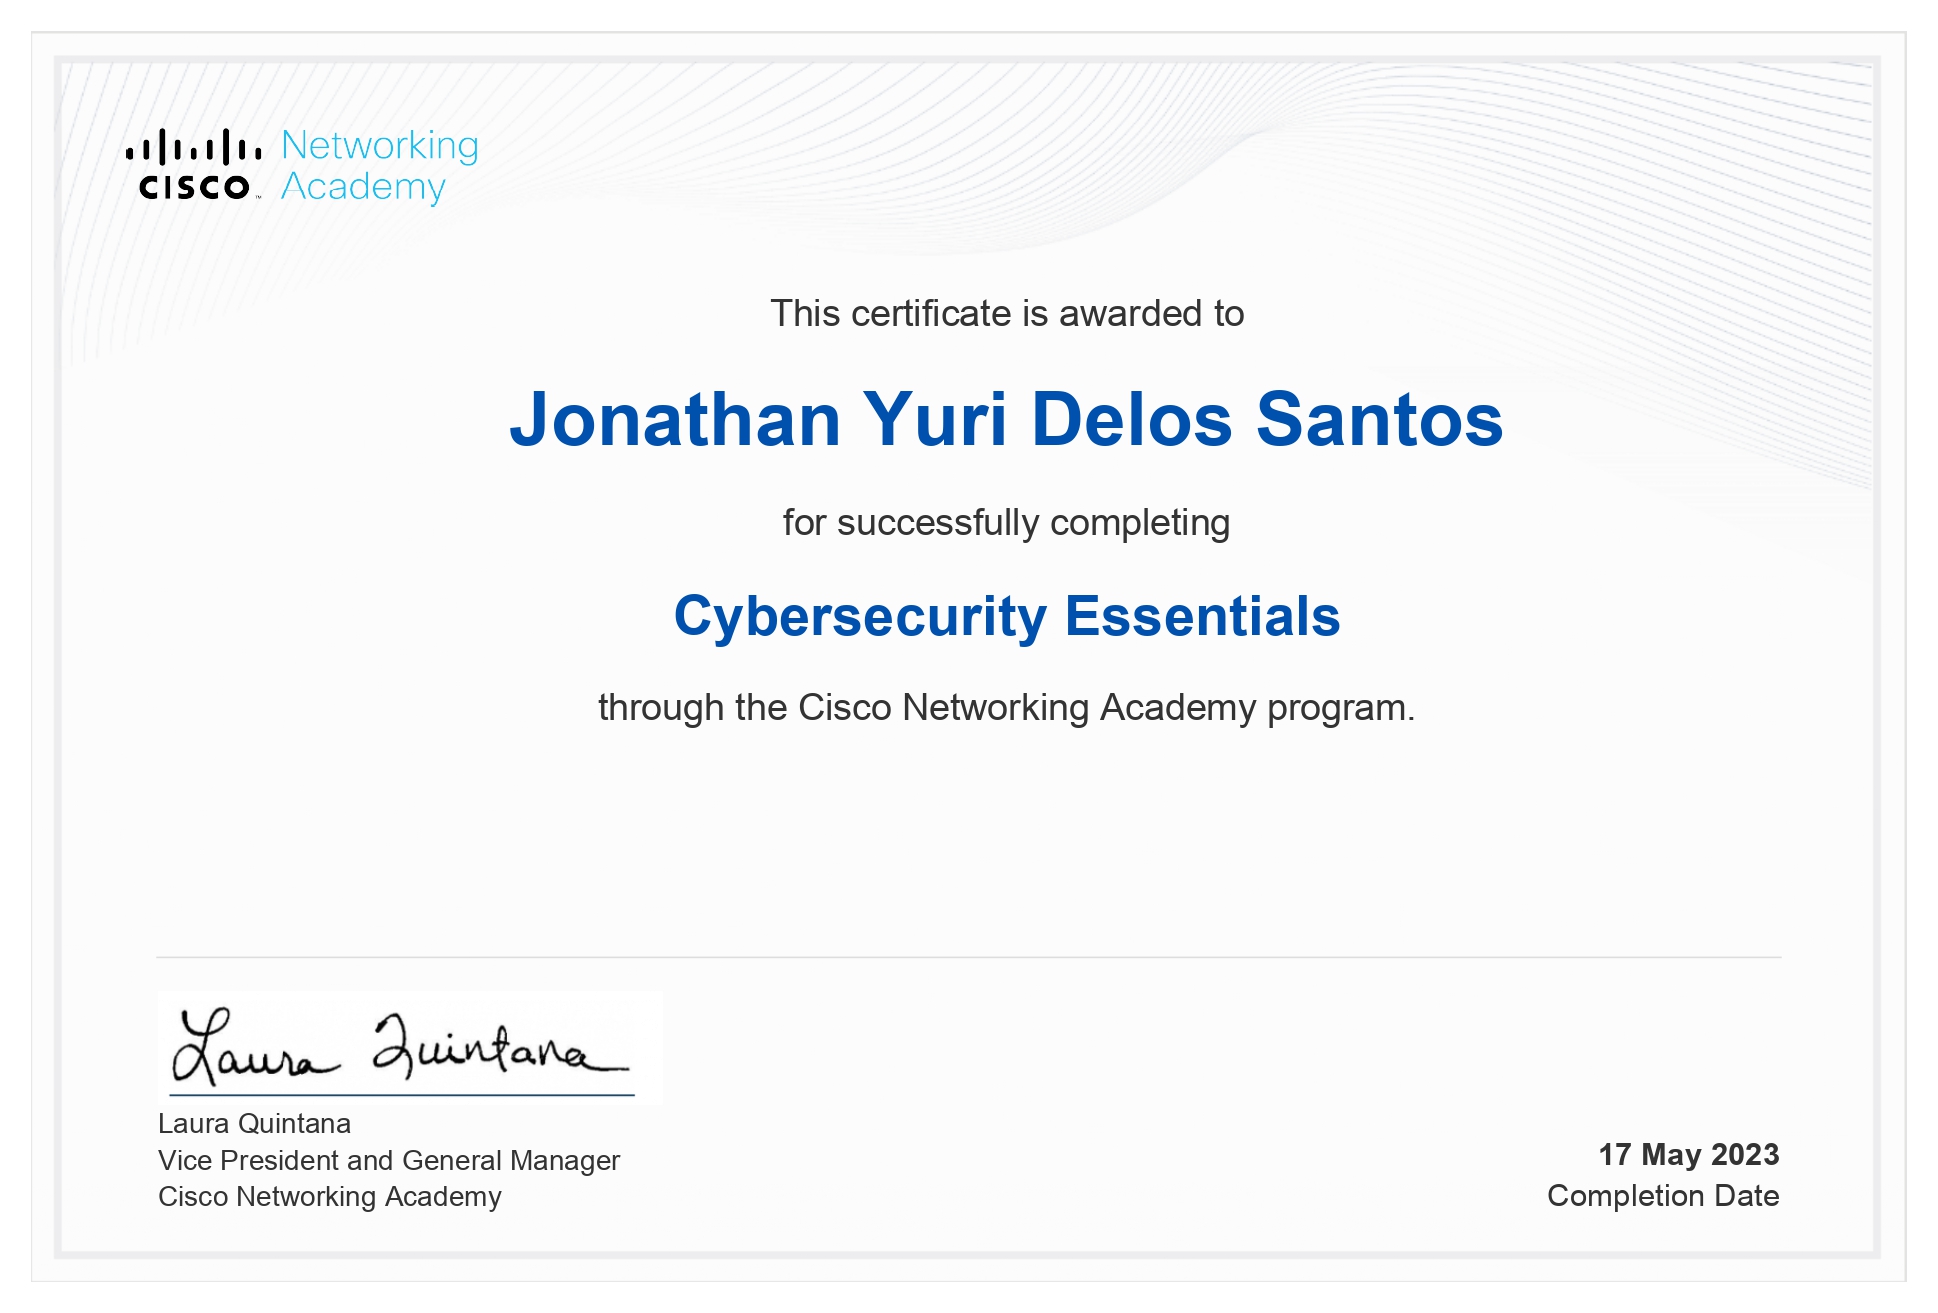 CISCO™ Networking Academy
This certificate is awarded to
Jonathan Yuri Delos Santos
for successfully completing
Cybersecurity Essentials
through the Cisco Networking Academy program.
Laura Quintana
Laura Quintana
Vice President and General Manager
Cisco Networking Academy
17 May 2023
Completion Date